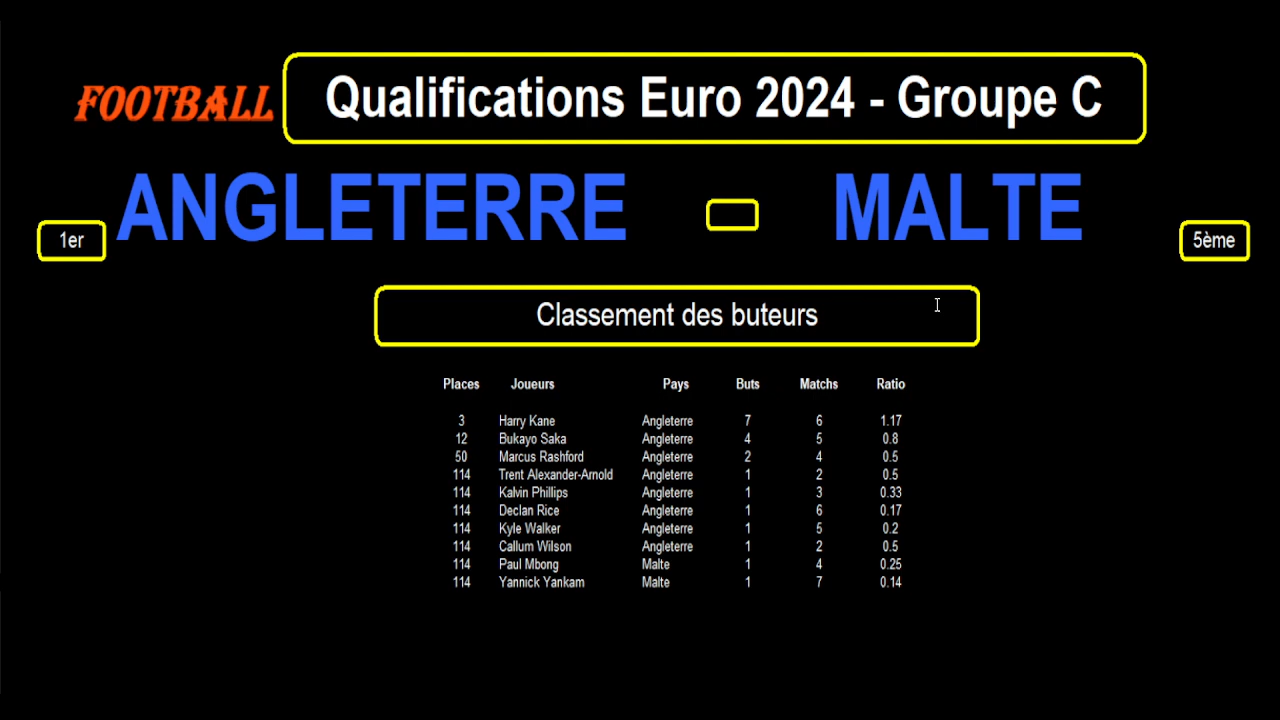 FOOTBALL Qualifications Euro 2024 - Groupe C
1er ANGLETERRE MALTE 5ème
Classement des buteurs
Places Joueurs Pays Buts Matchs Ratio
3 Harry Kane Angleterre 7 6 1.17
12 Bukayo Saka Angleterre 4 5 0.8
50 Marcus Rashford Angleterre 2 4 0.5
114 Trent Alexander-Arnold Angleterre 1 2 0.5
114 Kalvin Phillips Angleterre 1 3 0.33
114 Declan Rice Angleterre 1 6 0.17
114 Kyle Walker Angleterre 1 5 0.2
114 Callum Wilson Angleterre 1 2 0.5
114 Paul Mbong Malte 1 4 0.25
114 Yannick Yankam Malte 1 7 0.14